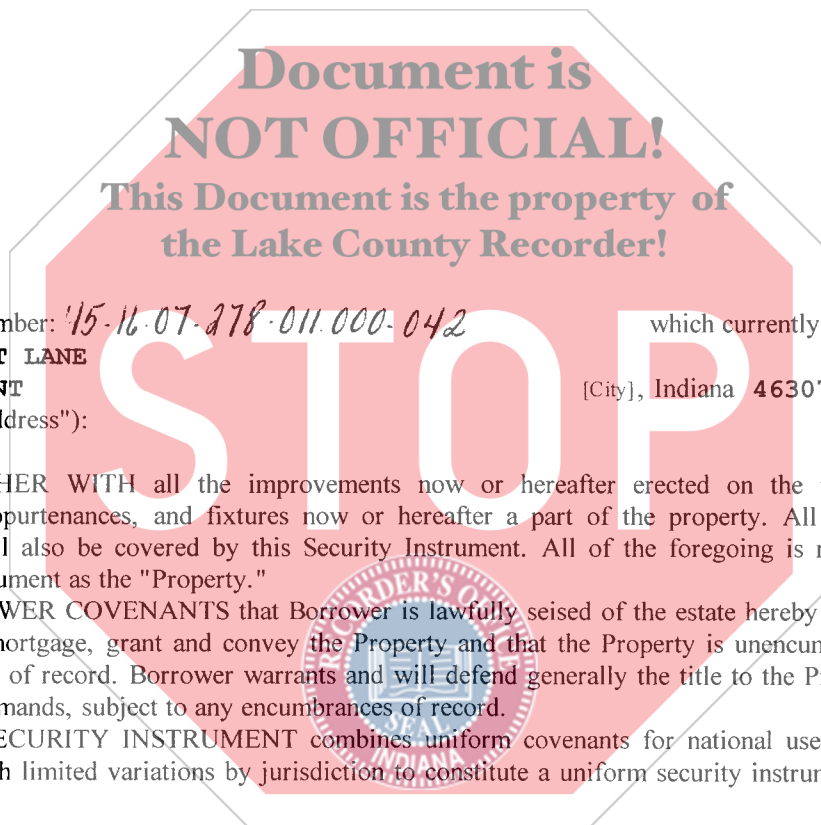 Document is
NOT OFFICIAL!
This Document is the property of
the Lake County Recorder!
STOP
mber: '15-16-07-278-011.000-042 which currently
T LANE
NT [City], Indiana 46307
ddress"):
HER WITH all the improvements now or hereafter erected on the
ppurtenances, and fixtures now or hereafter a part of the property. All
l also be covered by this Security Instrument. All of the foregoing is r
ument as the "Property."
WER COVENANTS that Borrower is lawfully seised of the estate hereby
mortgage, grant and convey the Property and that the Property is unencum
of record. Borrower warrants and will defend generally the title to the P
mands, subject to any encumbrances of record.
ECURITY INSTRUMENT combines uniform covenants for national use
h limited variations by jurisdiction to constitute a uniform security instrum
RECORDER'S OFFICE
SEAL
INDIANA